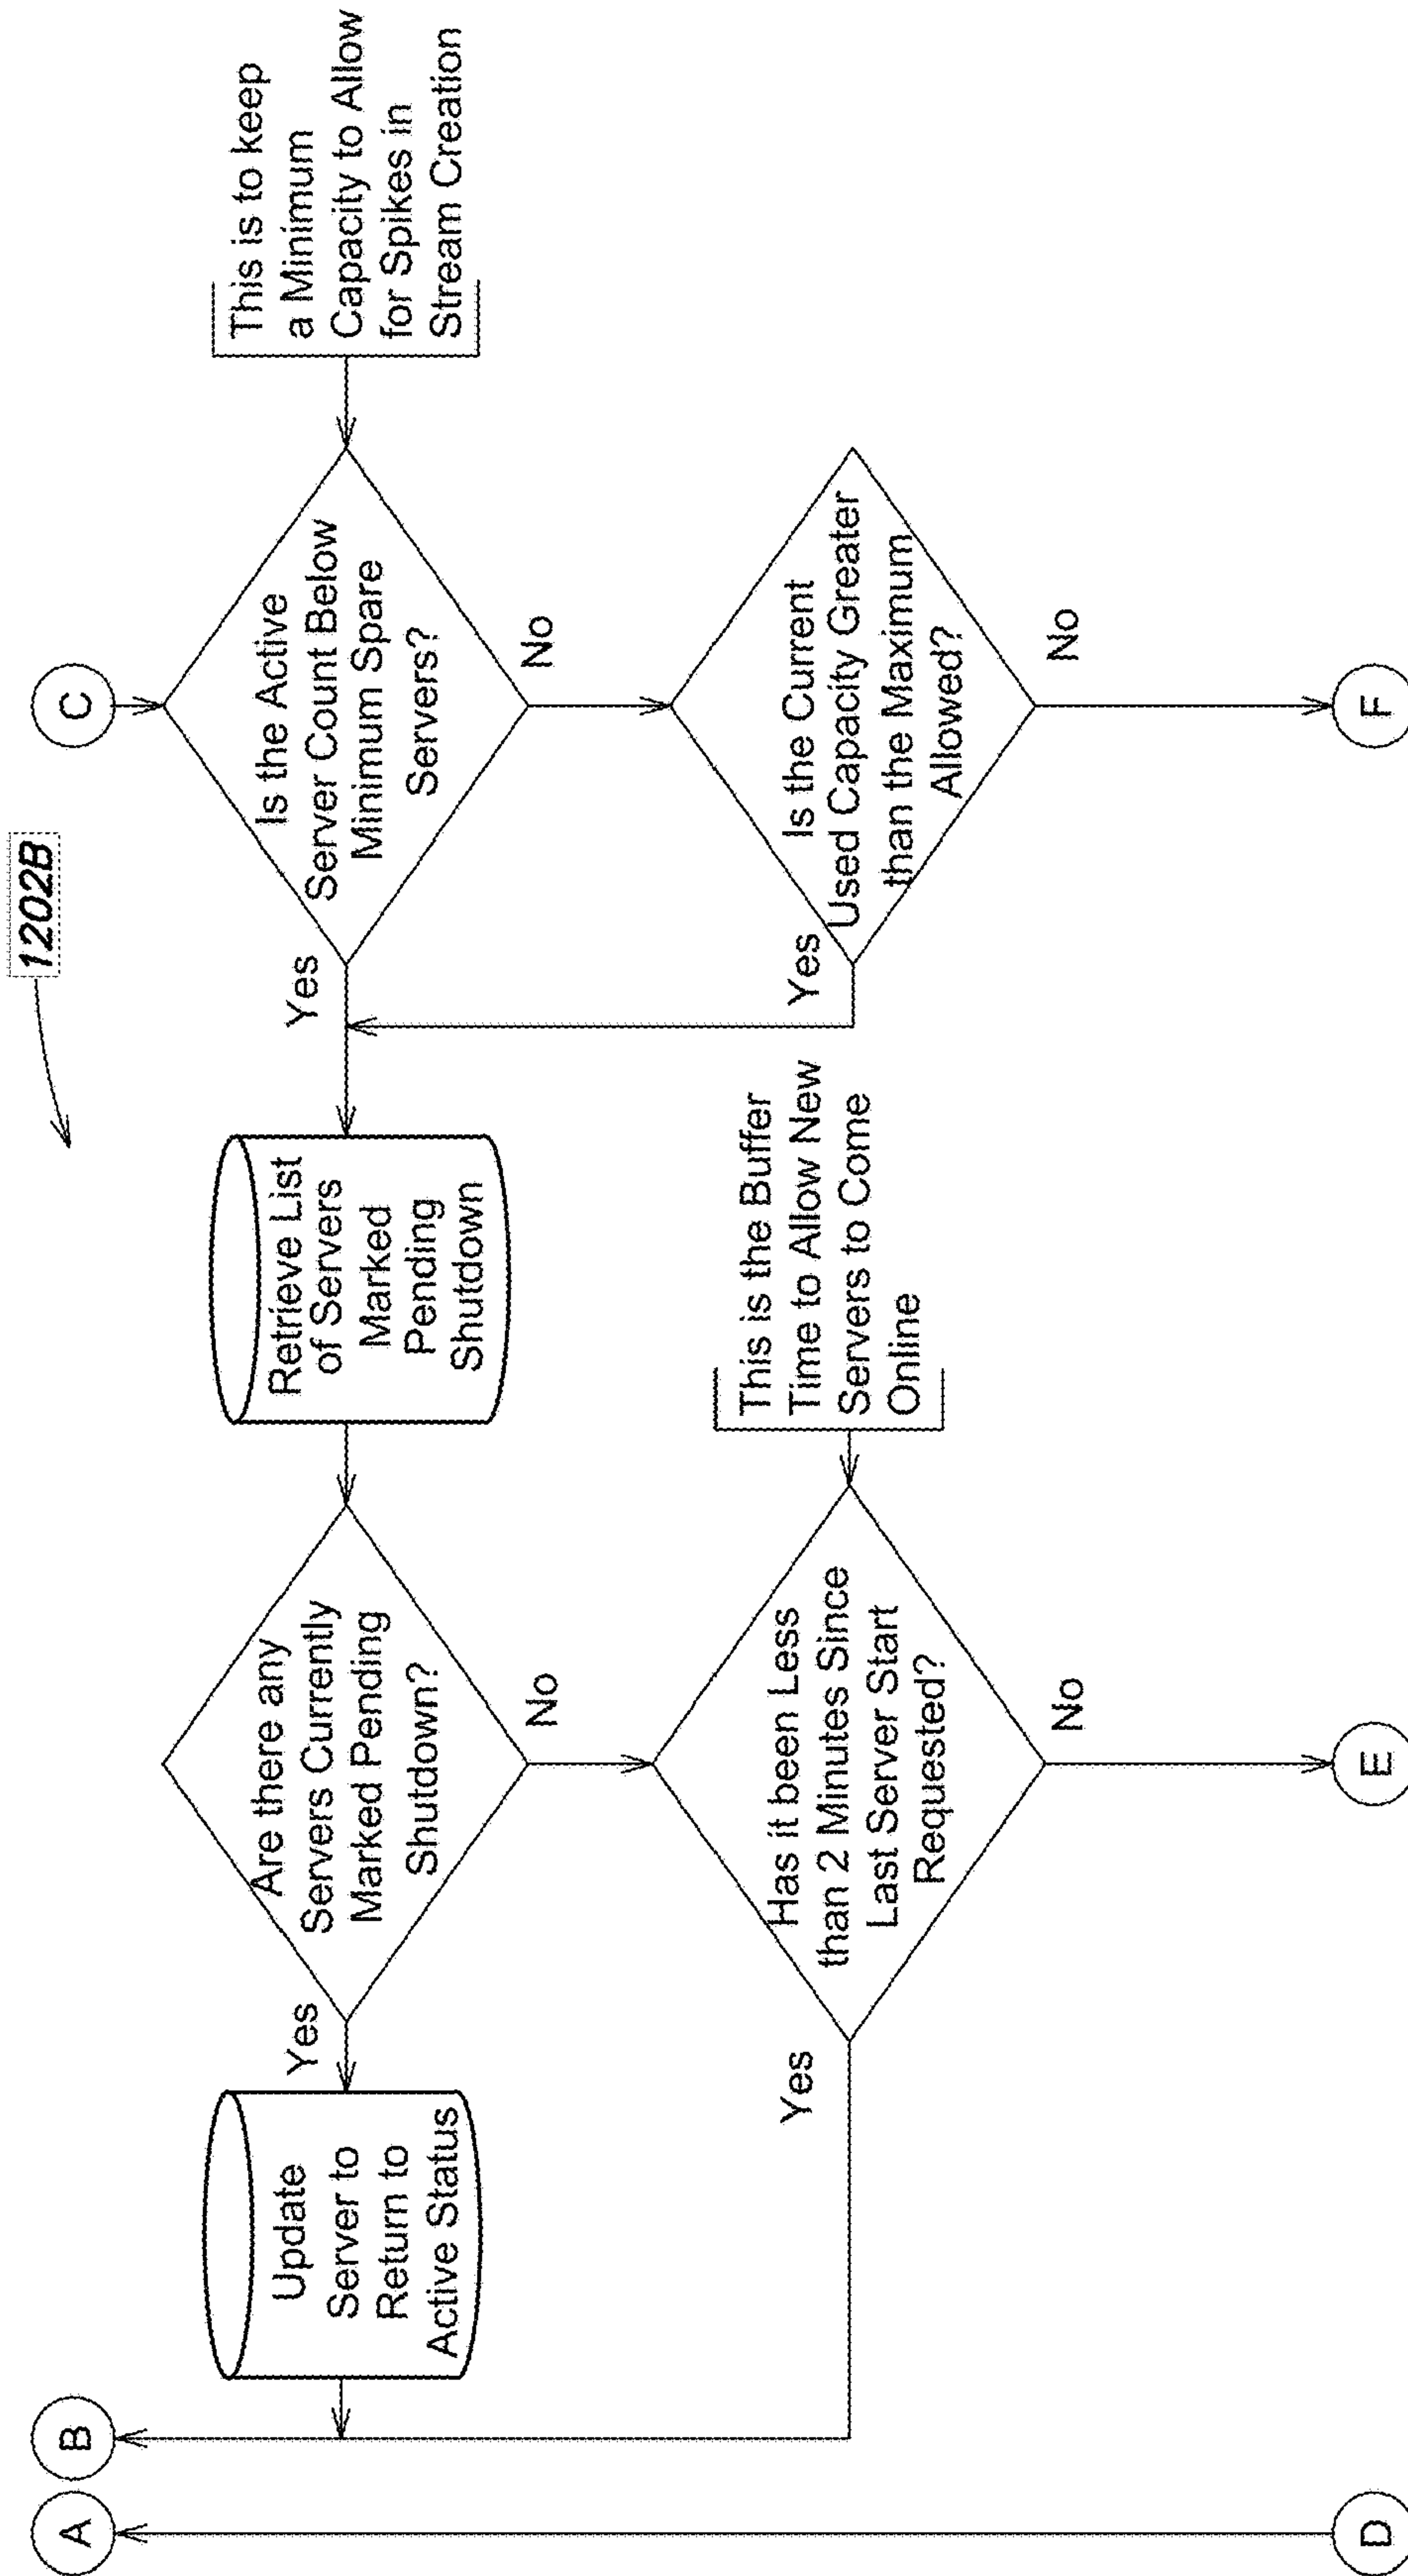 1202B
A
B
C
Update
Server to
Return to
Active Status
Yes
Are there any
Servers Currently
Marked Pending
Shutdown?
No
Retrieve List
of Servers
Marked
Pending
Shutdown
Yes
Is the Active
Server Count Below
Minimum Spare
Servers?
No
This is to keep
a Minimum
Capacity to Allow
for Spikes in
Stream Creation
Yes
Has it been Less
than 2 Minutes Since
Last Server Start
Requested?
No
This is the Buffer
Time to Allow New
Servers to Come
Online
Yes
Is the Current
Used Capacity Greater
than the Maximum
Allowed?
No
D
E
F